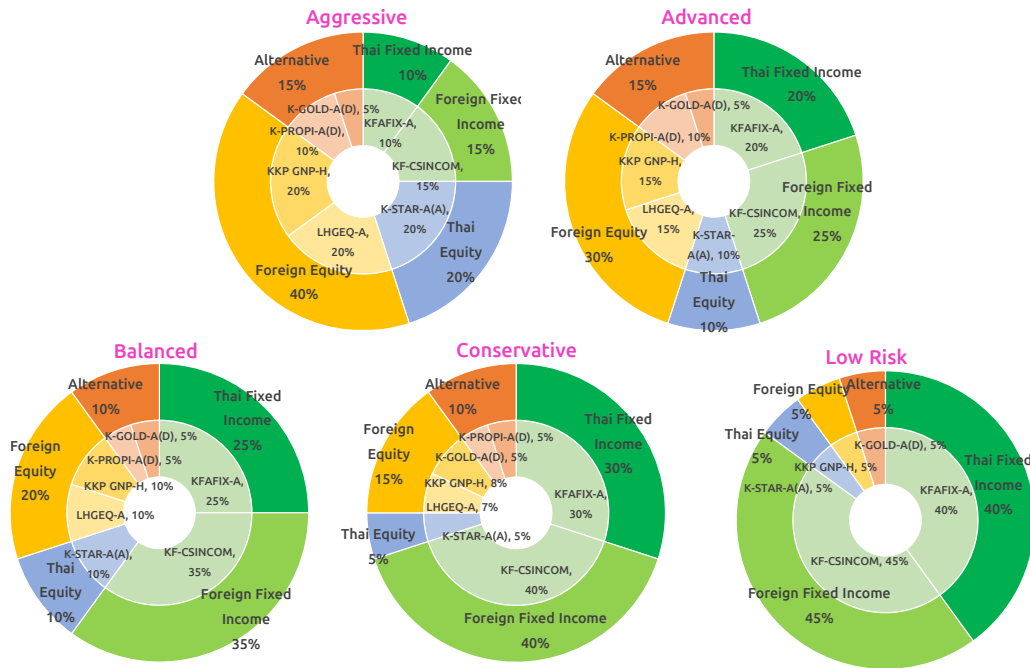 Aggressive
Alternative
15%
Thai Fixed Income
10%
Foreign Fixed
Income
15%
K-GOLD-A(D), 5%
KFAFIX-A,
10%
K-PROPI-A(D),
10%
KF-CSINCOM,
15%
KKP GNP-H,
20%
K-STAR-A(A),
20%
LHGEQ-A,
20%
Thai
Equity
20%
Foreign Equity
40%
Advanced
Alternative
15%
Thai Fixed Income
20%
K-GOLD-A(D), 5%
KFAFIX-A,
20%
K-PROPI-A(D), 10%
KKP GNP-H,
15%
Foreign Fixed
Income
25%
LHGEQ-A,
15%
KF-CSINCOM,
25%
Foreign Equity
30%
K-STAR-
A(A), 10%
Thai
Equity
10%
Balanced
Alternative
10%
Thai Fixed
Income
25%
K-GOLD-A(D), 5%
Foreign
Equity
20%
K-PROPI-A(D), 5%
KFAFIX-A,
25%
KKP GNP-H, 10%
LHGEQ-A, 10%
K-STAR-A(A),
10%
KF-CSINCOM,
35%
Thai
Equity
10%
Foreign Fixed
Income
35%
Conservative
Alternative
10%
Thai Fixed
Income
30%
K-PROPI-A(D), 5%
Foreign
Equity
15%
K-GOLD-A(D), 5%
KKP GNP-H, 8%
KFAFIX-A,
30%
LHGEQ-A, 7%
Thai Equity
5%
K-STAR-A(A), 5%
KF-CSINCOM,
40%
Foreign Fixed Income
40%
Low Risk
Foreign Equity
5%
Alternative
5%
Thai Equity
5%
K-GOLD-A(D), 5%
Thai Fixed
Income
40%
KKP GNP-H, 5%
K-STAR-A(A), 5%
KFAFIX-A,
40%
KF-CSINCOM, 45%
Foreign Fixed Income
45%